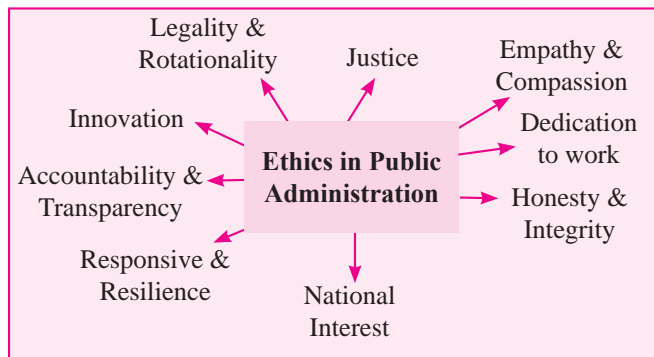 Legality &
Rotationality
Justice
Empathy &
Compassion
Innovation
Ethics in Public
Administration
Dedication
to work
Accountability &
Transparency
Honesty &
Integrity
Responsive &
Resilience
National
Interest